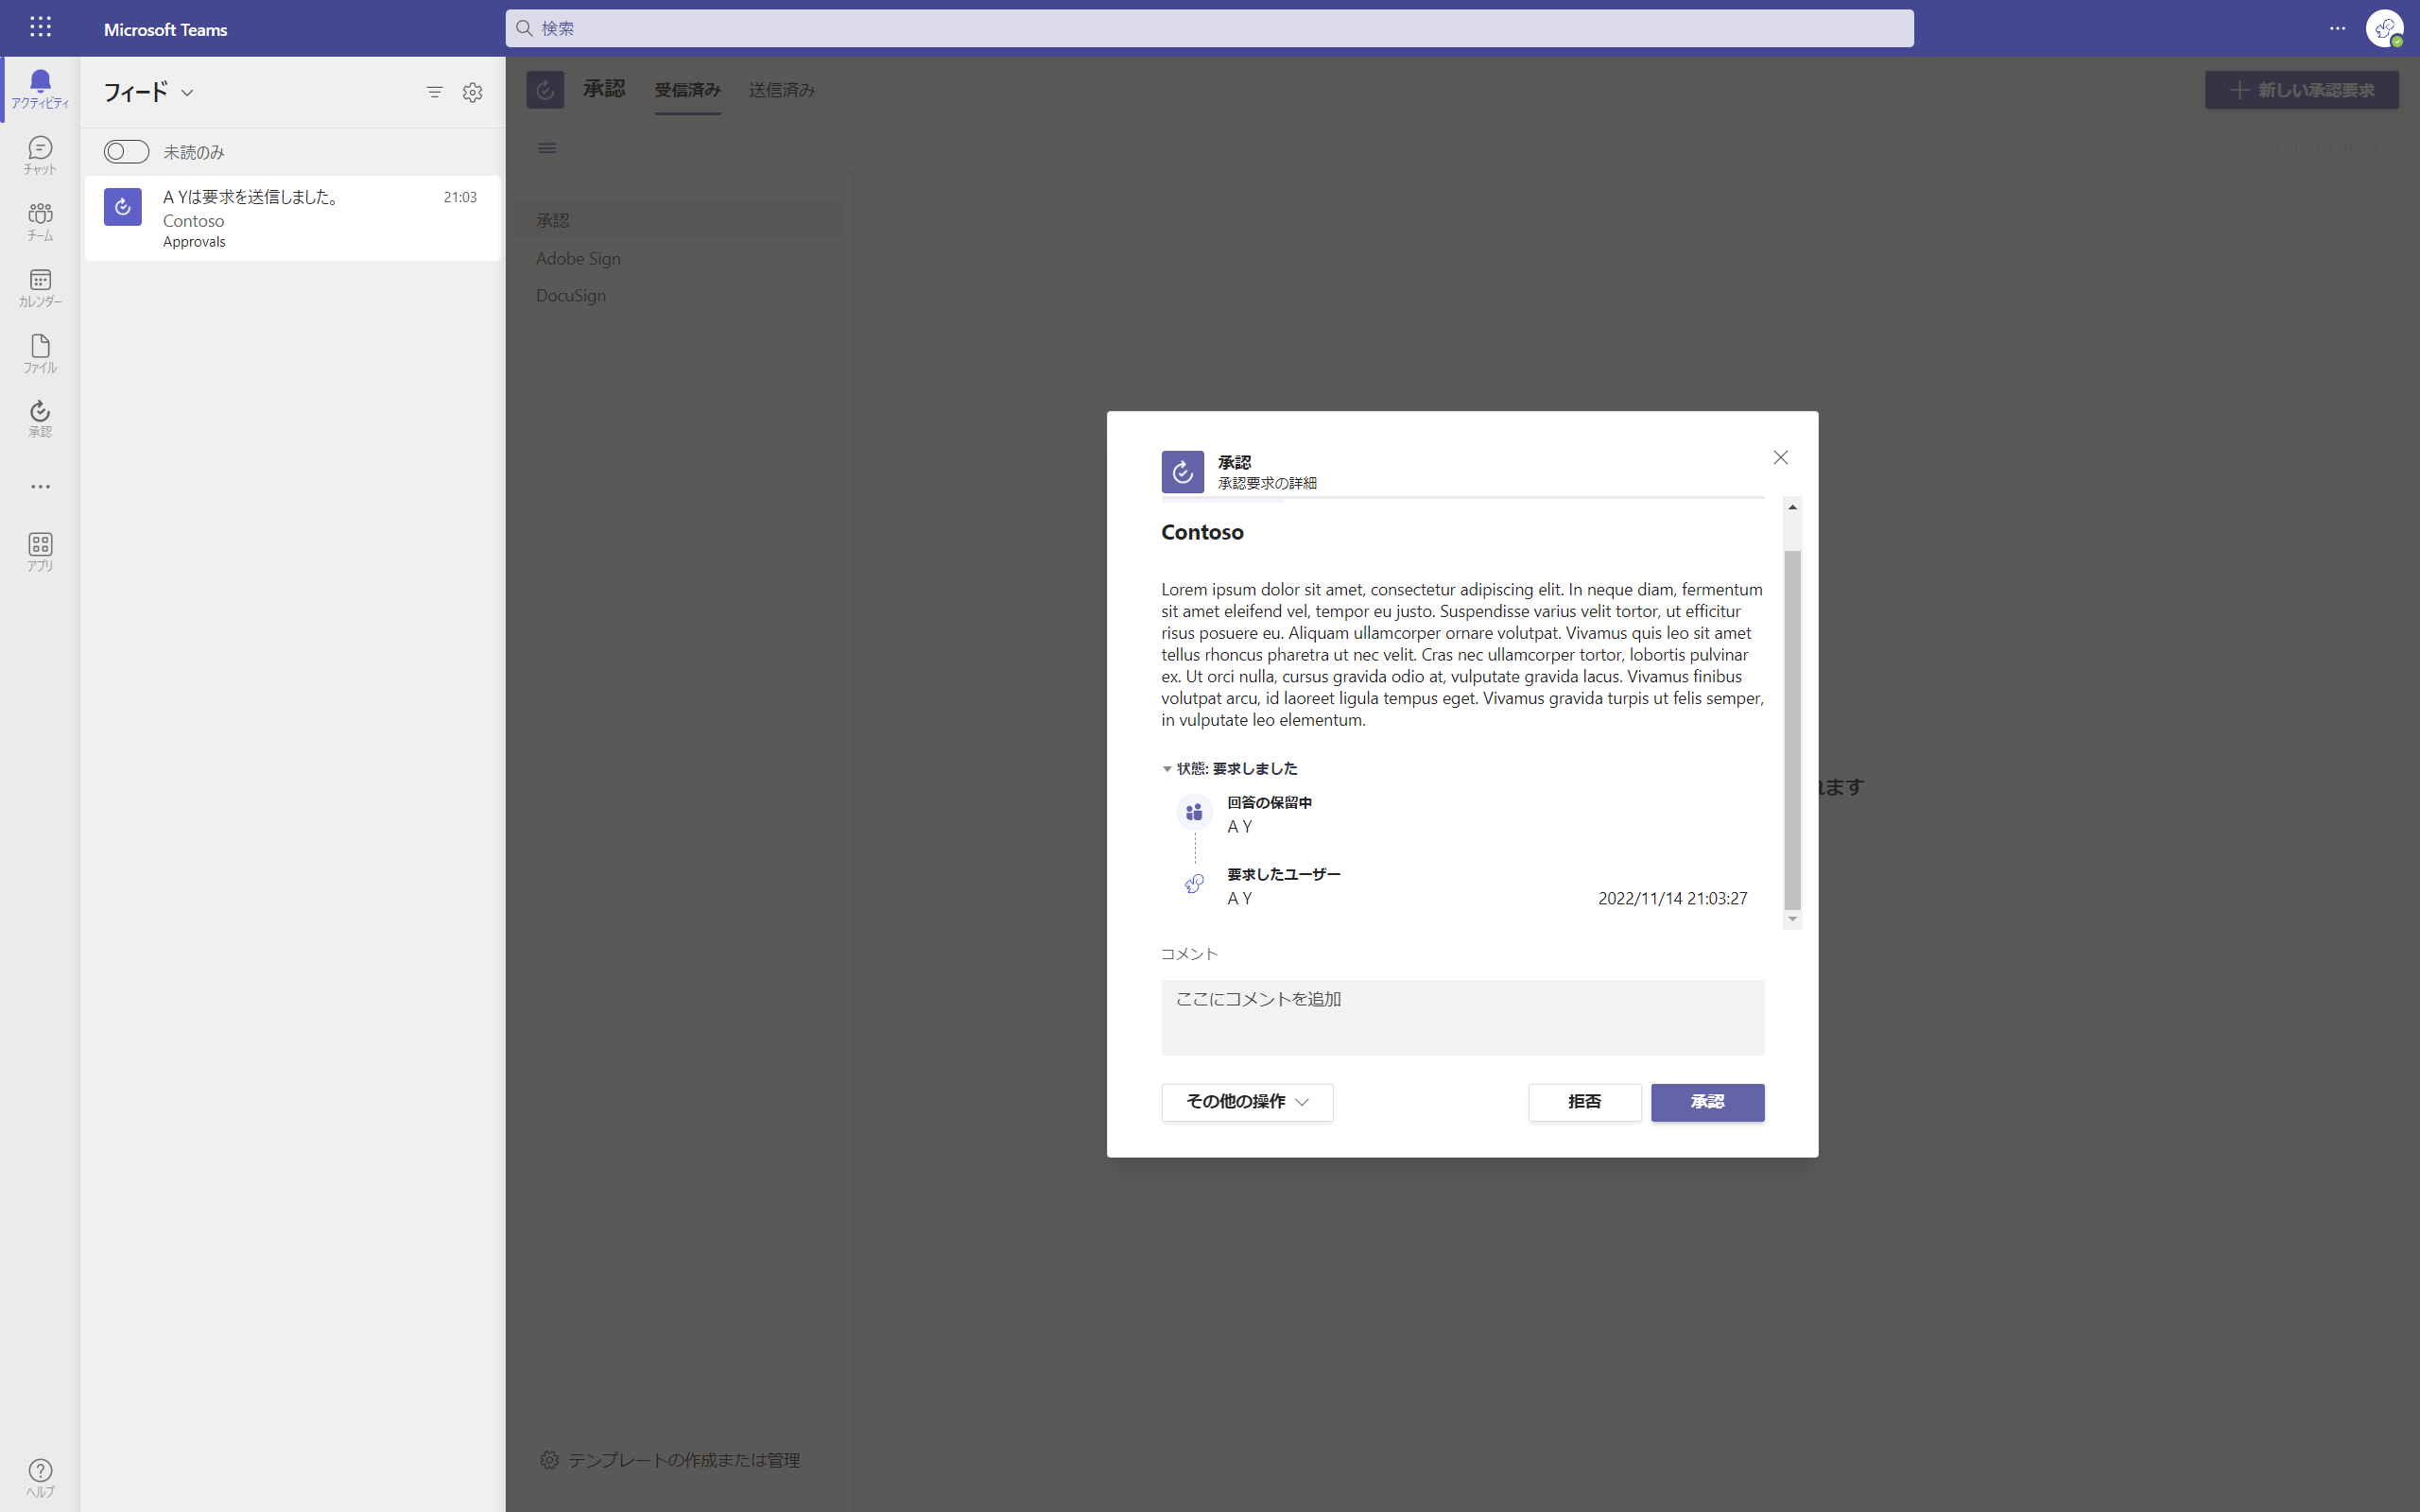 Microsoft Teams
検索
アクティビティ
チャット
チーム
カレンダー
ファイル
承認
アプリ
ヘルプ
フィード
未読のみ
A Yは要求を送信しました。 21:03
Contoso
Approvals
承認 受信済み 送信済み
新しい承認要求
エクスポート
承認
Adobe Sign
DocuSign
テンプレートの作成または管理
れます
承認
承認要求の詳細
Contoso
Lorem ipsum dolor sit amet, consectetur adipiscing elit. In neque diam, fermentum
sit amet eleifend vel, tempor eu justo. Suspendisse varius velit tortor, ut efficitur
risus posuere eu. Aliquam ullamcorper ornare volutpat. Vivamus quis leo sit amet
tellus rhoncus pharetra ut nec velit. Cras nec ullamcorper tortor, lobortis pulvinar
ex. Ut orci nulla, cursus gravida odio at, vulputate gravida lacus. Vivamus finibus
volutpat arcu, id laoreet ligula tempus eget. Vivamus gravida turpis ut felis semper,
in vulputate leo elementum.
状態: 要求しました
回答の保留中
A Y
要求したユーザー
A Y 2022/11/14 21:03:27
コメント
ここにコメントを追加
その他の操作 拒否 承認